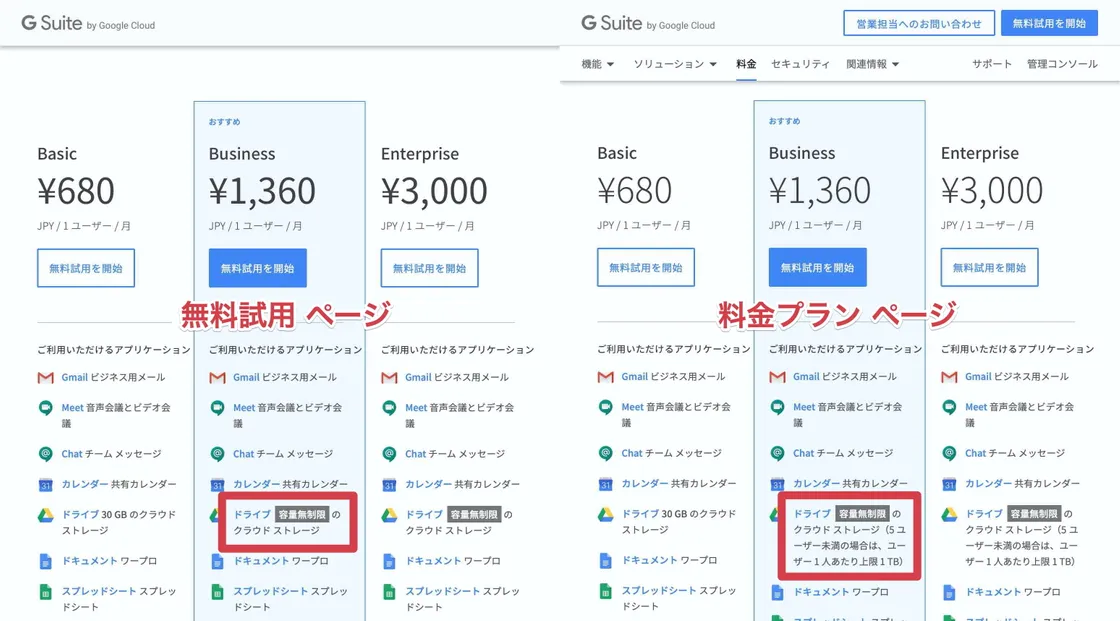 G Suite by Google Cloud
おすすめ
Basic
¥680
JPY / 1 ユーザー / 月
無料試用を開始
Business
¥1,360
JPY / 1 ユーザー / 月
無料試用を開始
Enterprise
¥3,000
JPY / 1 ユーザー / 月
無料試用を開始
無料試用 ページ
ご利用いただけるアプリケーション
Gmail ビジネス用メール
Meet 音声会議とビデオ会
議
Chat チーム メッセージ
カレンダー 共有カレンダー
ドライブ 30 GB のクラウド
ストレージ
ドキュメント ワープロ
スプレッドシート スプレッ
ドシート
ご利用いただけるアプリケーション
Gmail ビジネス用メール
Meet 音声会議とビデオ会
議
Chat チーム メッセージ
カレンダー 共有カレンダー
ドライブ 容量無制限 の
クラウド ストレージ
ドキュメント ワープロ
スプレッドシート スプレッ
ドシート
ご利用いただけるアプリケーション
Gmail ビジネス用メール
Meet 音声会議とビデオ会
議
Chat チーム メッセージ
カレンダー 共有カレンダー
ドライブ 容量無制限 の
クラウド ストレージ
ドキュメント ワープロ
スプレッドシート スプレッ
ドシート
G Suite by Google Cloud
営業担当へのお問い合わせ
無料試用を開始
機能 ソリューション 料金 セキュリティ 関連情報 サポート 管理コンソール
おすすめ
Basic
¥680
JPY / 1 ユーザー / 月
無料試用を開始
Business
¥1,360
JPY / 1 ユーザー / 月
無料試用を開始
Enterprise
¥3,000
JPY / 1 ユーザー / 月
無料試用を開始
料金プラン ページ
ご利用いただけるアプリケーション
Gmail ビジネス用メール
Meet 音声会議とビデオ会
議
Chat チーム メッセージ
カレンダー 共有カレンダー
ドライブ 30 GB のクラウド
ストレージ
ドキュメント ワープロ
スプレッドシート スプレッ
ドシート
ご利用いただけるアプリケーション
Gmail ビジネス用メール
Meet 音声会議とビデオ会
議
Chat チーム メッセージ
カレンダー 共有カレンダー
ドライブ 容量無制限 の
クラウド ストレージ（5 ユ
ーザー未満の場合は、ユー
ザー 1 人あたり上限 1 TB）
ドキュメント ワープロ
ご利用いただけるアプリケーション
Gmail ビジネス用メール
Meet 音声会議とビデオ会
議
Chat チーム メッセージ
カレンダー 共有カレンダー
ドライブ 容量無制限 の
クラウド ストレージ（5 ユ
ーザー未満の場合は、ユー
ザー 1 人あたり上限 1 TB）
ドキュメント ワープロ